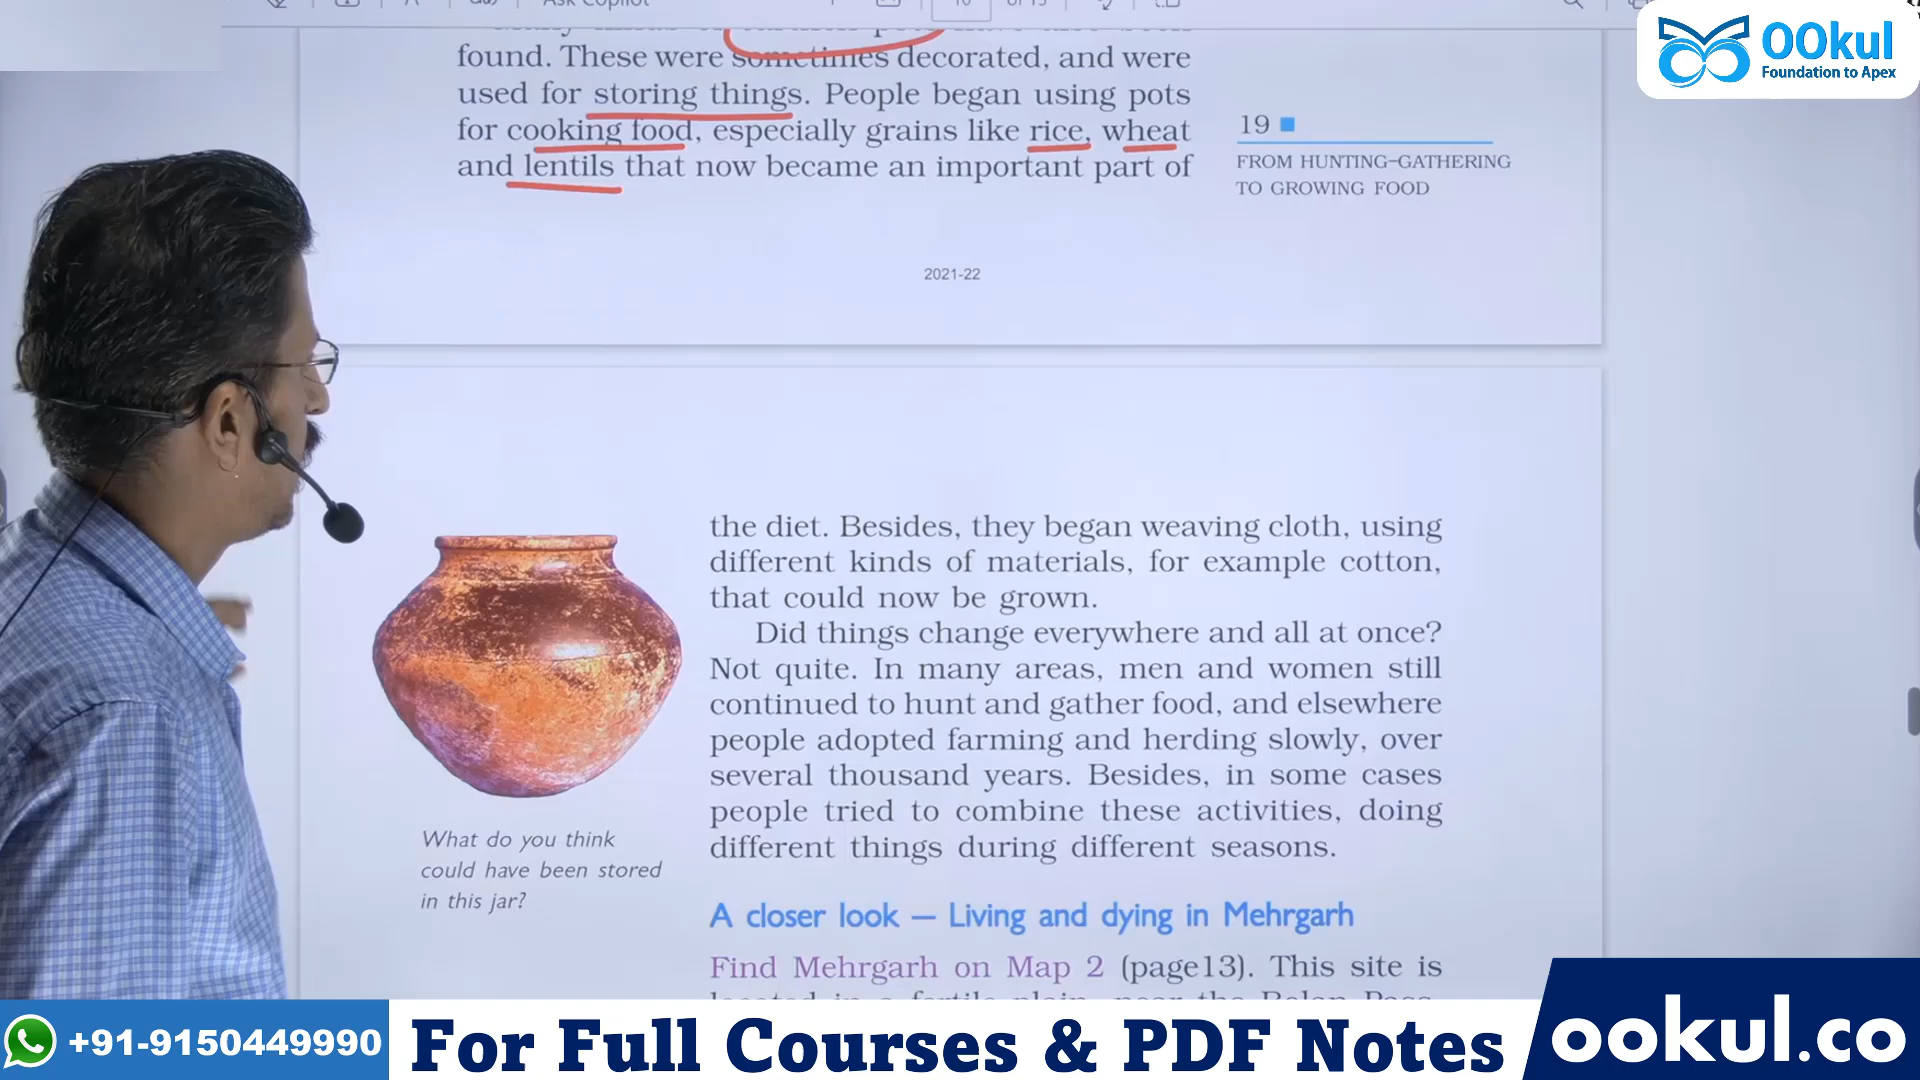 OOkul
Foundation to Apex
found. These were sometimes decorated, and were
used for storing things. People began using pots
for cooking food, especially grains like rice, wheat
and lentils that now became an important part of
19
FROM HUNTING–GATHERING
TO GROWING FOOD
2021-22
the diet. Besides, they began weaving cloth, using
different kinds of materials, for example cotton,
that could now be grown.
Did things change everywhere and all at once?
Not quite. In many areas, men and women still
continued to hunt and gather food, and elsewhere
people adopted farming and herding slowly, over
several thousand years. Besides, in some cases
people tried to combine these activities, doing
different things during different seasons.
What do you think
could have been stored
in this jar?
A closer look — Living and dying in Mehrgarh
Find Mehrgarh on Map 2 (page13). This site is
+91-9150449990
For Full Courses & PDF Notes
ookul.co